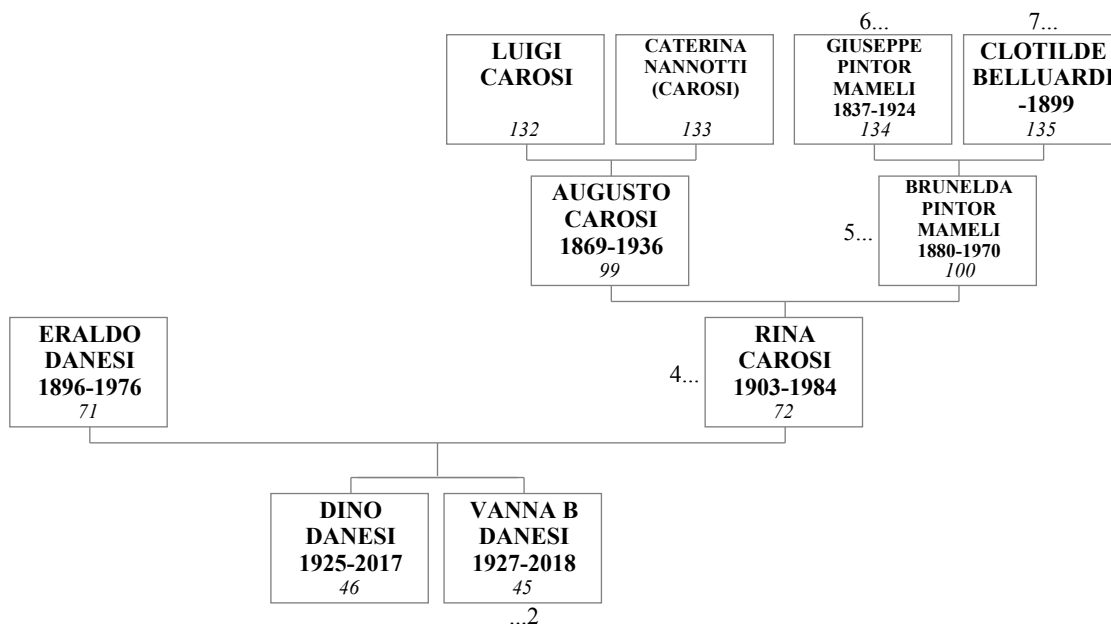 6...
7...
LUIGI
CAROSI
132
CATERINA
NANNOTTI
(CAROSI)
133
GIUSEPPE
PINTOR
MAMELI
1837-1924
134
CLOTILDE
BELLUARDI
-1899
135
AUGUSTO
CAROSI
1869-1936
99
5...
BRUNELDA
PINTOR
MAMELI
1880-1970
100
ERALDO
DANESI
1896-1976
71
4...
RINA
CAROSI
1903-1984
72
DINO
DANESI
1925-2017
46
VANNA B
DANESI
1927-2018
45
...2